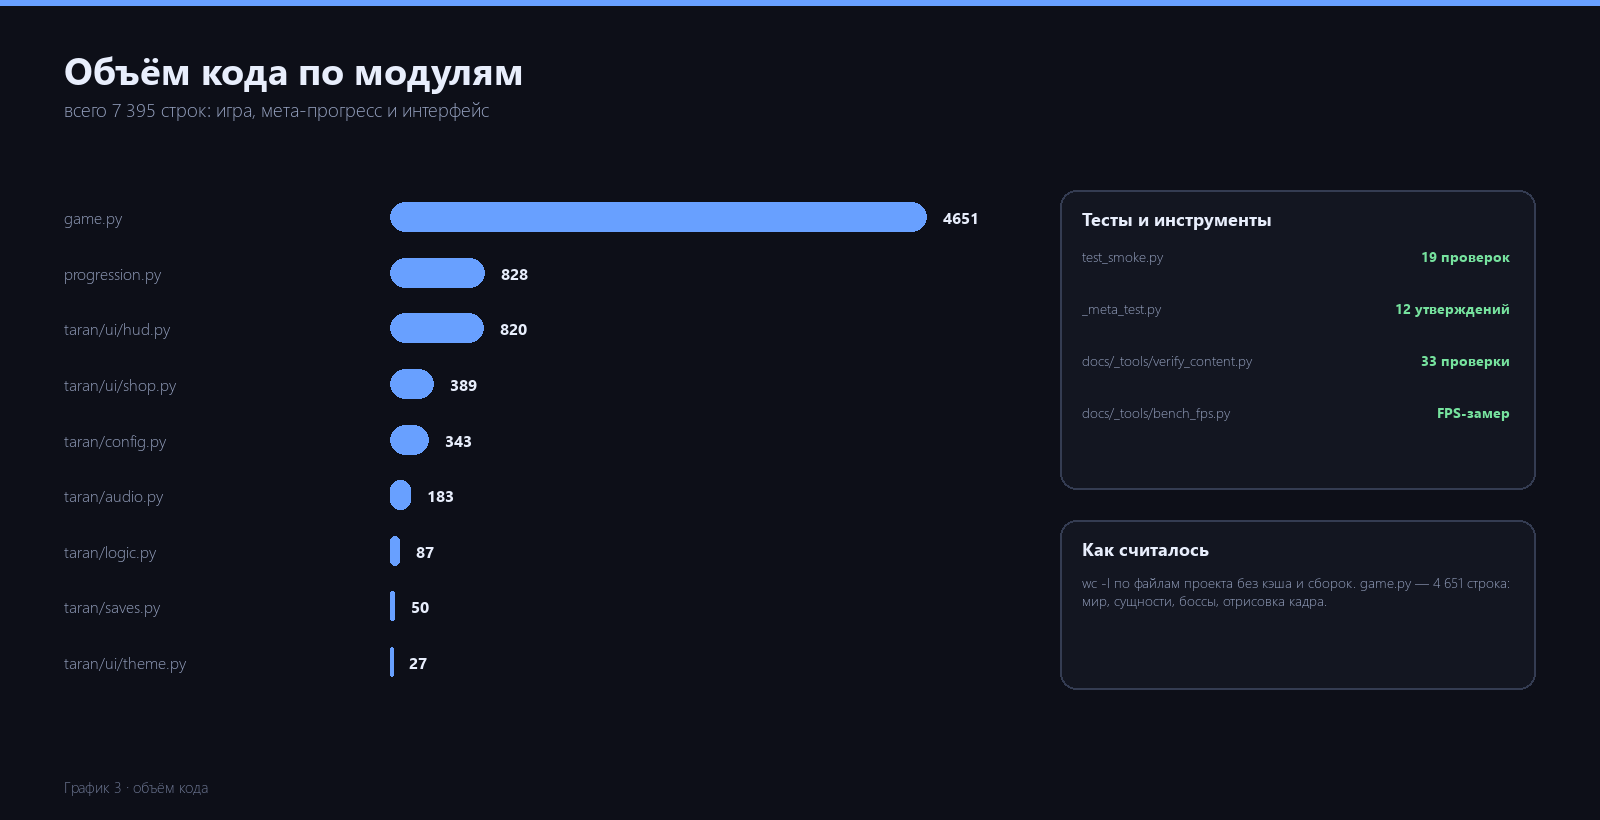 Объём кода по модулям
всего 7 395 строк: игра, мета-прогресс и интерфейс
game.py 4651
progression.py 828
taran/ui/hud.py 820
taran/ui/shop.py 389
taran/config.py 343
taran/audio.py 183
taran/logic.py 87
taran/saves.py 50
taran/ui/theme.py 27
Тесты и инструменты
test_smoke.py 19 проверок
_meta_test.py 12 утверждений
docs/_tools/verify_content.py 33 проверки
docs/_tools/bench_fps.py FPS-замер
Как считалось
wc -l по файлам проекта без кэша и сборок. game.py — 4 651 строка:
мир, сущности, боссы, отрисовка кадра.
График 3 · объём кода